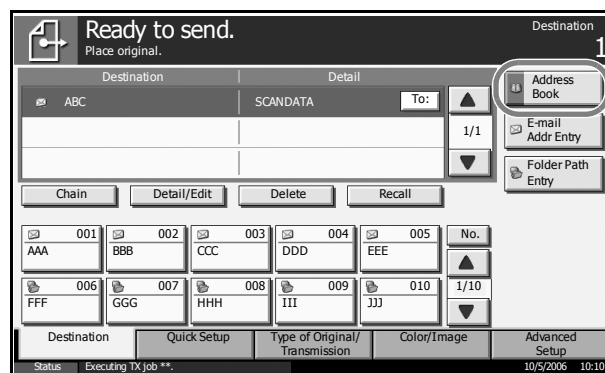 Ready to send.
Place original.
Destination
1
Destination Detail
ABC SCANDATA To:
1/1
Address
Book
E-mail
Addr Entry
Folder Path
Entry
Chain Detail/Edit Delete Recall
001 002 003 004 005 No.
AAA BBB CCC DDD EEE
006 007 008 009 010 1/10
FFF GGG HHH III JJJ
Destination Quick Setup Type of Original/
Transmission Color/Image Advanced
Setup
Status Executing TX job **. 10/5/2006 10:10